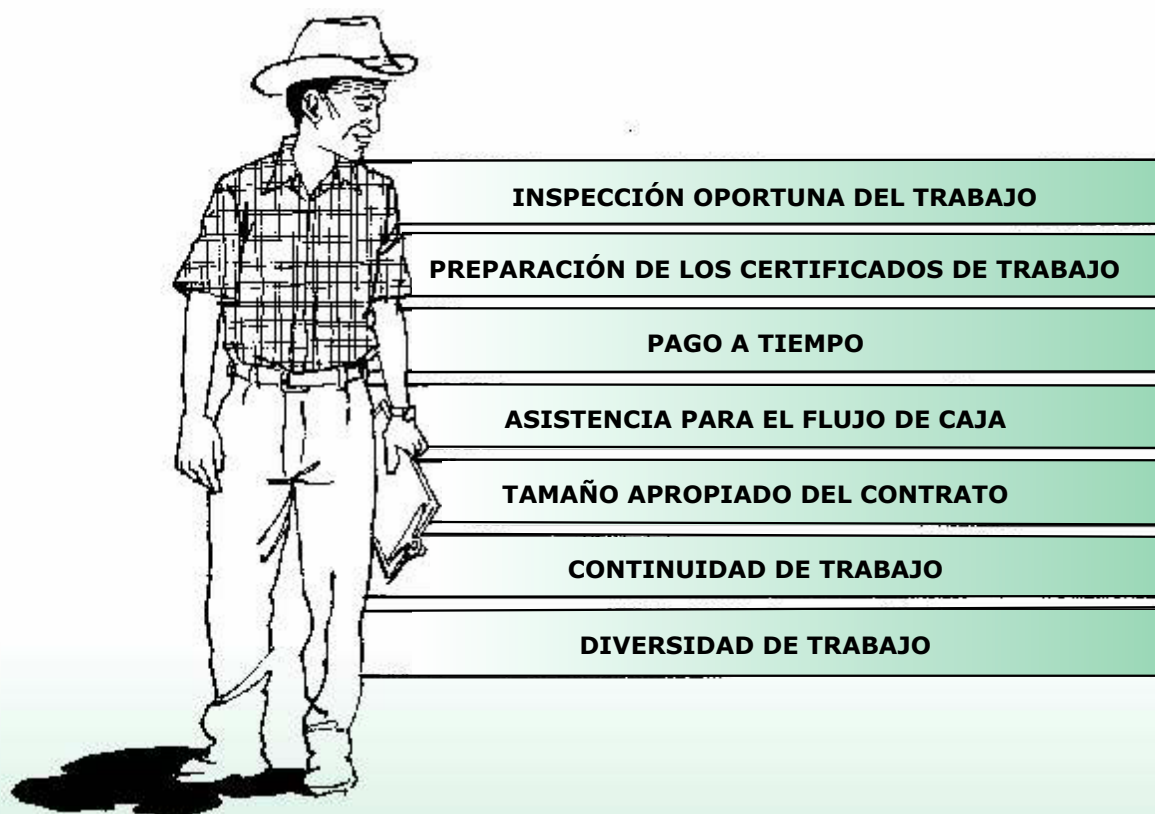 INSPECCIÓN OPORTUNA DEL TRABAJO
PREPARACIÓN DE LOS CERTIFICADOS DE TRABAJO
PAGO A TIEMPO
ASISTENCIA PARA EL FLUJO DE CAJA
TAMAÑO APROPIADO DEL CONTRATO
CONTINUIDAD DE TRABAJO
DIVERSIDAD DE TRABAJO